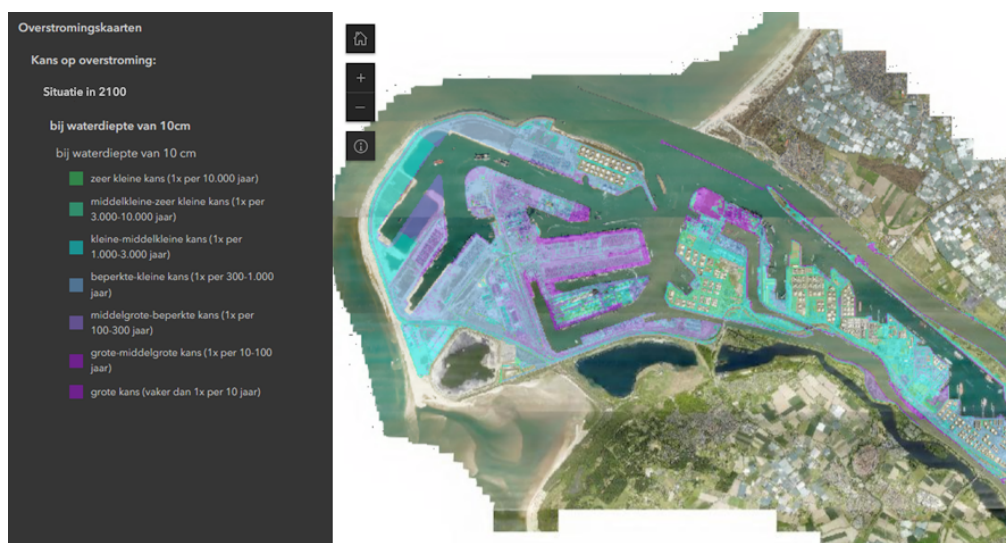 Overstromingskaarten
Kans op overstroming:
Situatie in 2100
bij waterdiepte van 10cm
bij waterdiepte van 10 cm
zeer kleine kans (1x per 10.000 jaar)
middelkleine-zeer kleine kans (1x per
3.000-10.000 jaar)
kleine-middelkleine kans (1x per
1.000-3.000 jaar)
beperkte-kleine kans (1x per 300-1.000
jaar)
middelgrote-beperkte kans (1x per
100-300 jaar)
grote-middelgrote kans (1x per 10-100
jaar)
grote kans (vaker dan 1x per 10 jaar)